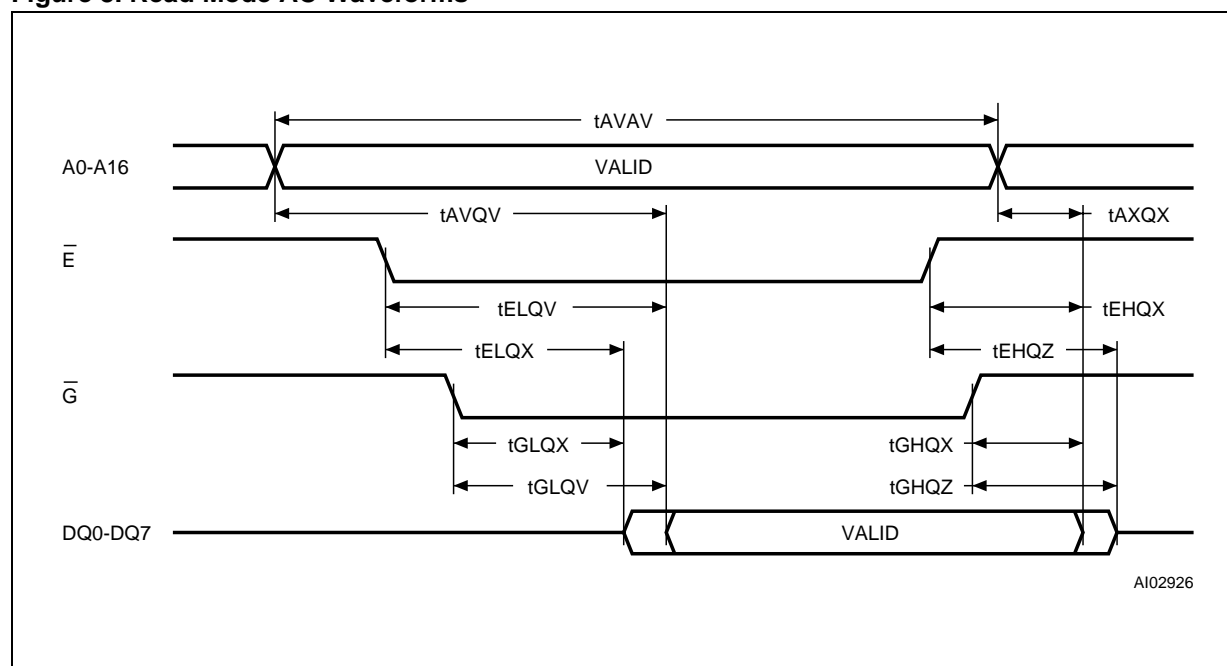 Figure 8. Read Mode AC Waveforms
tAVAV
A0-A16
VALID
tAVQV
tAXQX
E
tELQV
tEHQX
tELQX
tEHQZ
G
tGLQX
tGHQX
tGLQV
tGHQZ
DQ0-DQ7
VALID
AI02926